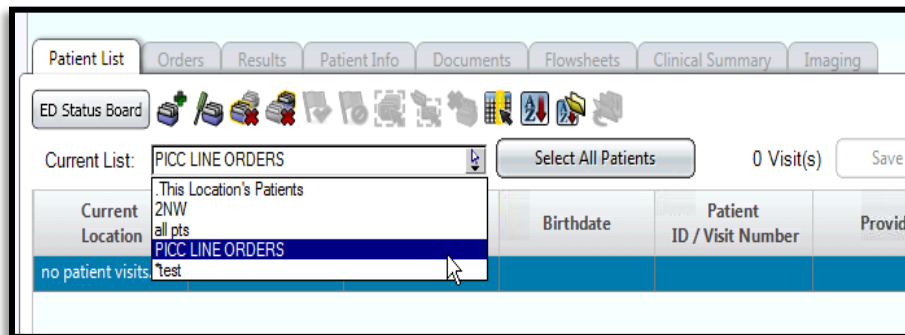 Patient List Orders Results Patient Info Documents Flowsheets Clinical Summary Imaging
ED Status Board
Current List: PICC LINE ORDERS Select All Patients 0 Visit(s) Save
.This Location's Patients
2NW
all pts
PICC LINE ORDERS
*test
Current
Location
Birthdate
Patient
ID / Visit Number
Provid
no patient visits.